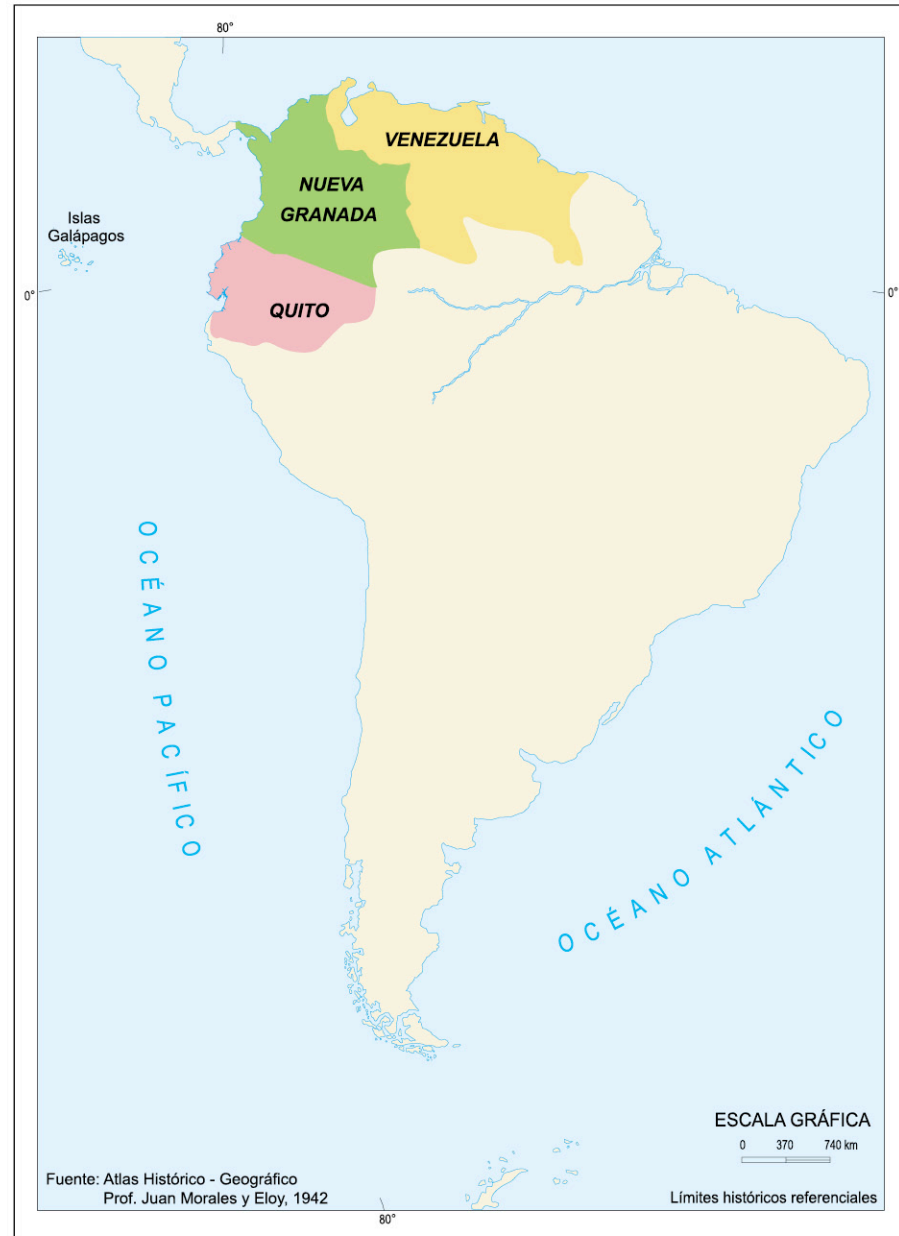 80°
VENEZUELA
NUEVA
GRANADA
Islas
Galápagos
0°
0°
QUITO
OCÉANO PACÍFICO
OCÉANO ATLÁNTICO
ESCALA GRÁFICA
0 370 740 km
Fuente: Atlas Histórico - Geográfico
Prof. Juan Morales y Eloy, 1942
Límites históricos referenciales
80°